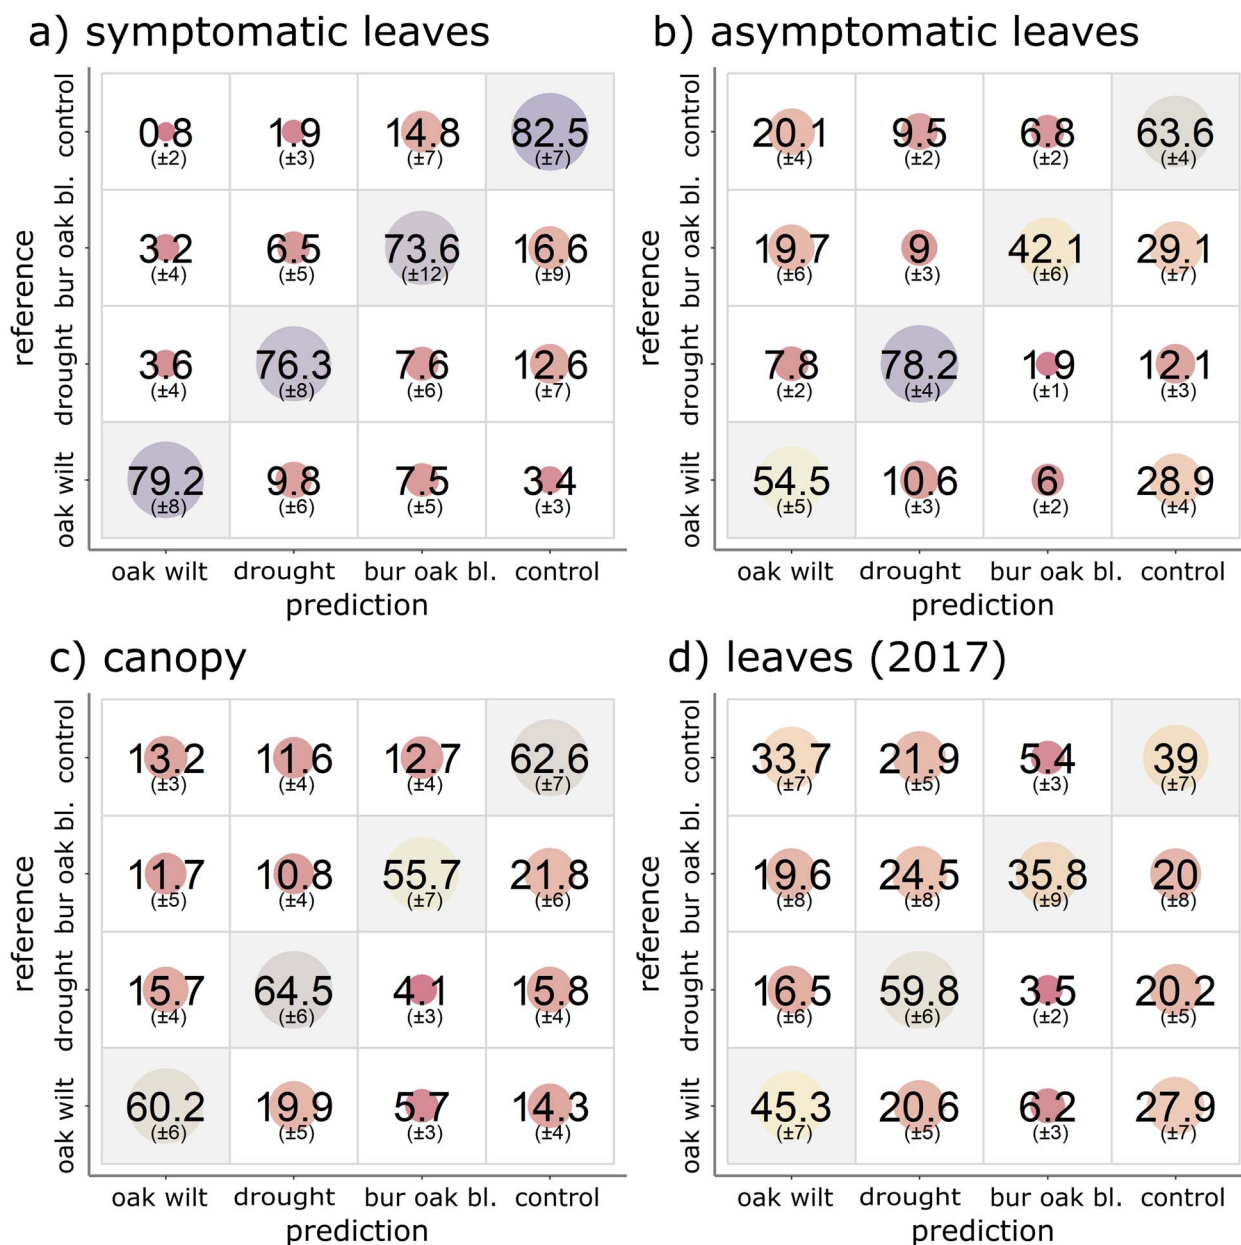 a) symptomatic leaves
control
0.8 1.9 14.8 82.5
(±2) (±3) (±7) (±7)
bur oak bl.
3.2 6.5 73.6 16.6
(±4) (±5) (±12) (±9)
reference
drought
3.6 76.3 7.6 12.6
(±4) (±8) (±6) (±7)
oak wilt
79.2 9.8 7.5 3.4
(±8) (±6) (±5) (±3)
oak wilt drought bur oak bl. control
prediction
b) asymptomatic leaves
control
20.1 9.5 6.8 63.6
(±4) (±2) (±2) (±4)
bur oak bl.
19.7 9 42.1 29.1
(±6) (±3) (±6) (±7)
reference
drought
7.8 78.2 1.9 12.1
(±2) (±4) (±1) (±3)
oak wilt
54.5 10.6 6 28.9
(±5) (±3) (±2) (±4)
oak wilt drought bur oak bl. control
prediction
c) canopy
control
13.2 11.6 12.7 62.6
(±3) (±4) (±4) (±7)
bur oak bl.
11.7 10.8 55.7 21.8
(±5) (±4) (±7) (±6)
reference
drought
15.7 64.5 4.1 15.8
(±4) (±6) (±3) (±4)
oak wilt
60.2 19.9 5.7 14.3
(±6) (±5) (±3) (±4)
oak wilt drought bur oak bl. control
prediction
d) leaves (2017)
control
33.7 21.9 5.4 39
(±7) (±5) (±3) (±7)
bur oak bl.
19.6 24.5 35.8 20
(±8) (±8) (±9) (±8)
reference
drought
16.5 59.8 3.5 20.2
(±6) (±6) (±2) (±5)
oak wilt
45.3 20.6 6.2 27.9
(±7) (±5) (±3) (±7)
oak wilt drought bur oak bl. control
prediction